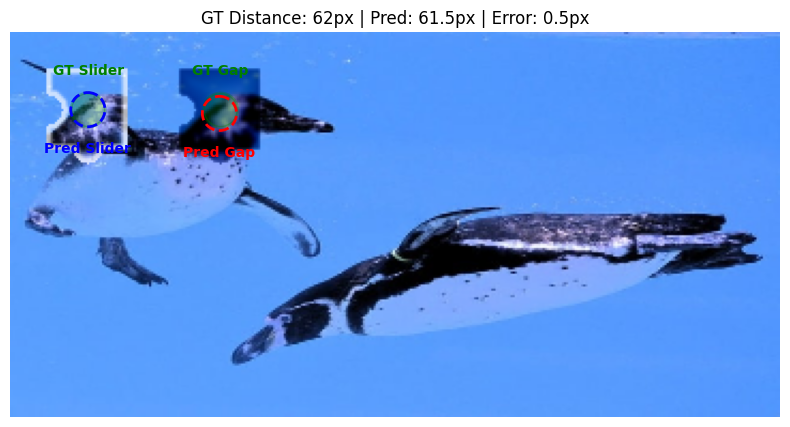 GT Distance: 62px | Pred: 61.5px | Error: 0.5px
GT Slider
GT Gap
Pred Slider
Pred Gap